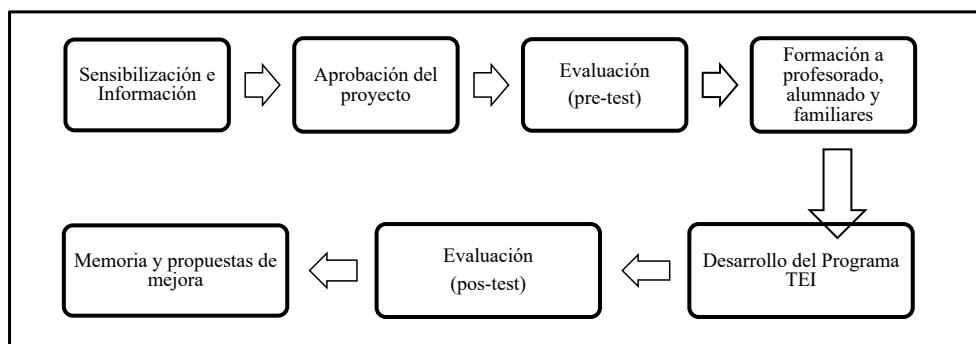 Sensibilización e
Información
Aprobación del
proyecto
Evaluación
(pre-test)
Formación a
profesorado,
alumnado y
familiares
Desarrollo del Programa
TEI
Evaluación
(pos-test)
Memoria y propuestas de
mejora